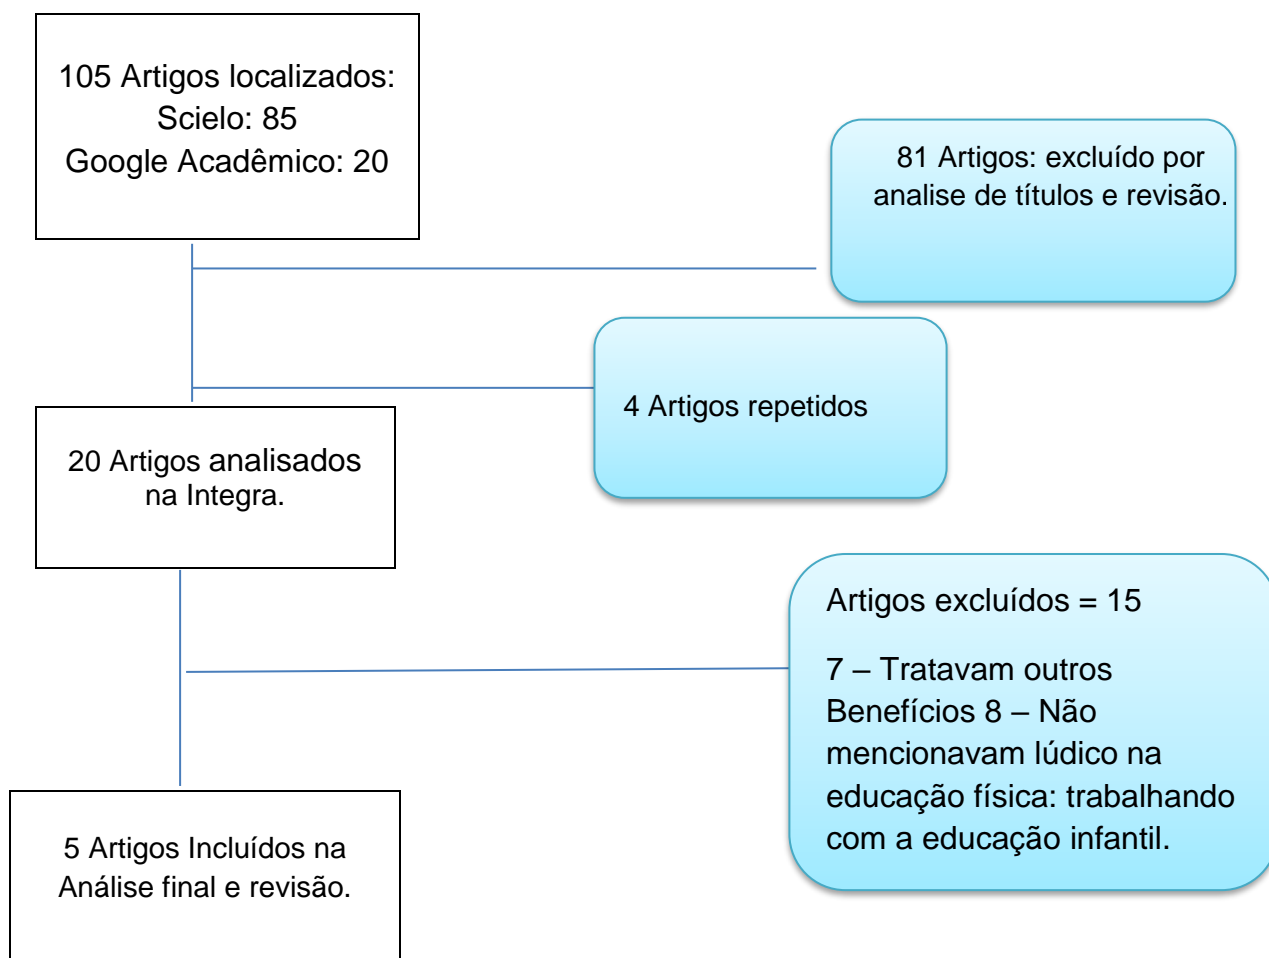 105 Artigos localizados:
Scielo: 85
Google Acadêmico: 20
81 Artigos: excluído por
analise de títulos e revisão.
4 Artigos repetidos
20 Artigos analisados
na Integra.
Artigos excluídos = 15
7 – Tratavam outros
Benefícios 8 – Não
mencionavam lúdico na
educação física: trabalhando
com a educação infantil.
5 Artigos Incluídos na
Análise final e revisão.